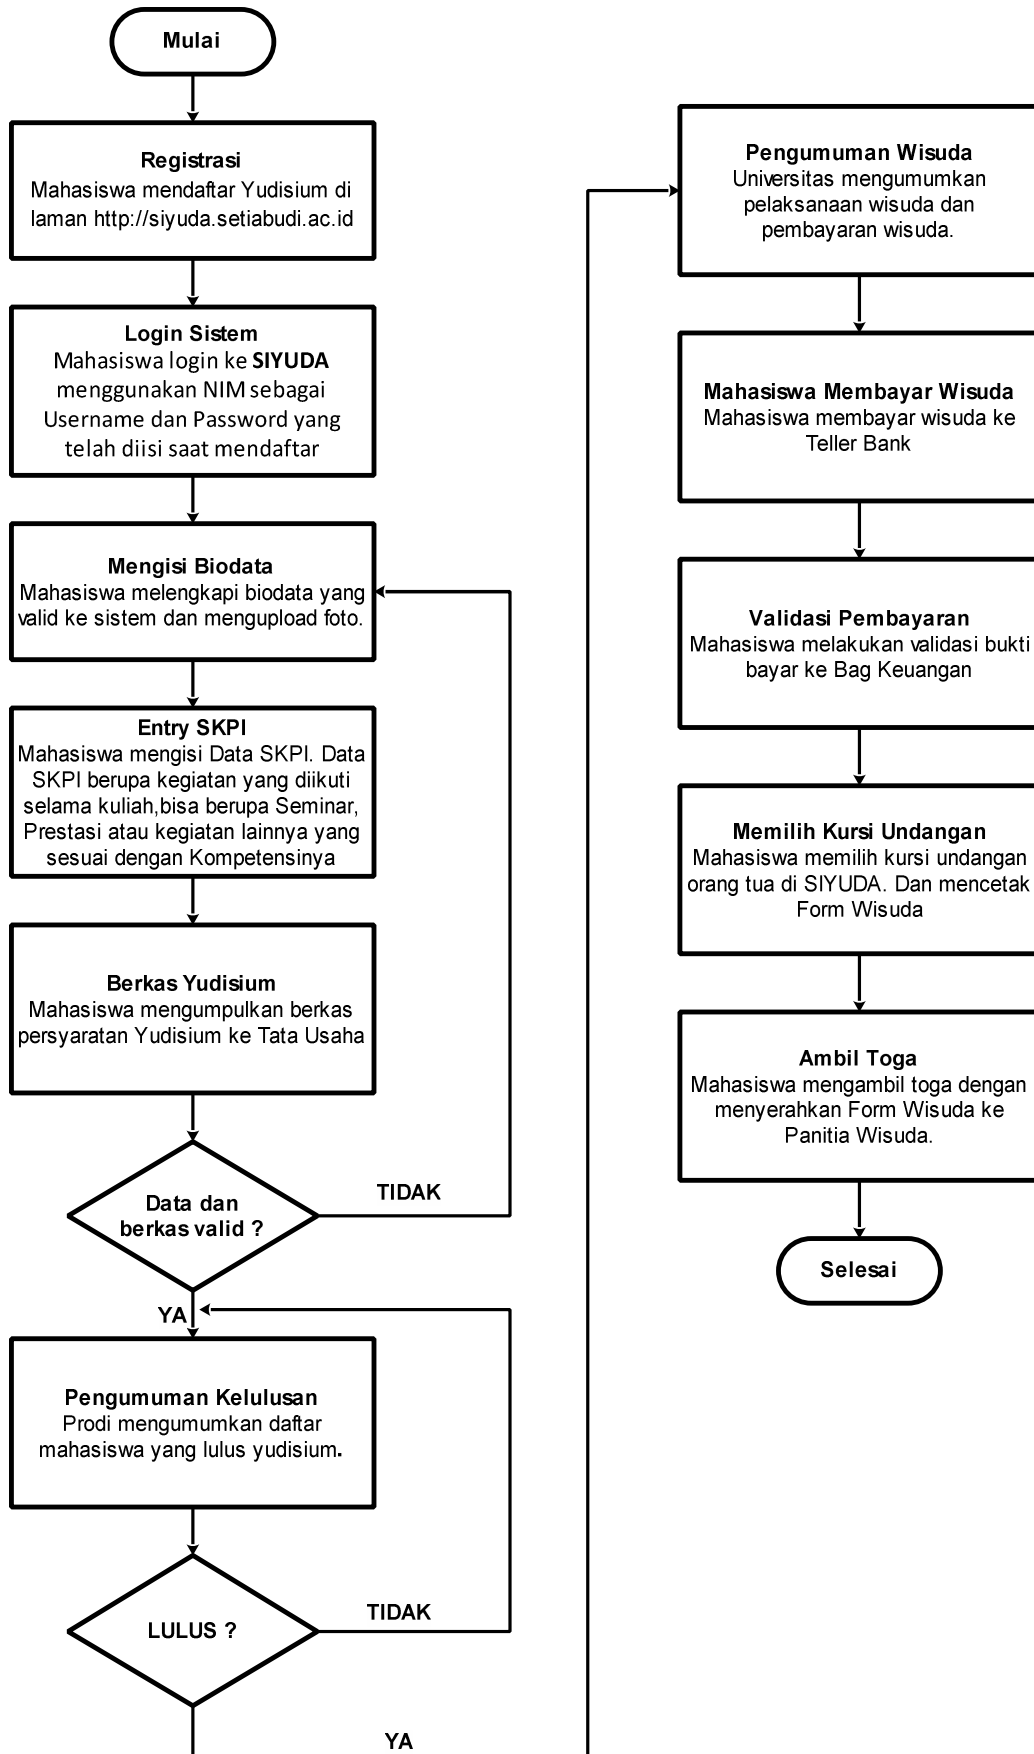 Mulai
Registrasi
Mahasiswa mendaftar Yudisium di
laman http://siyuda.setiabudi.ac.id
Login Sistem
Mahasiswa login ke SIYUDA
menggunakan NIM sebagai
Username dan Password yang
telah diisi saat mendaftar
Mengisi Biodata
Mahasiswa melengkapi biodata yang
valid ke sistem dan mengupload foto.
Entry SKPI
Mahasiswa mengisi Data SKPI. Data
SKPI berupa kegiatan yang diikuti
selama kuliah,bisa berupa Seminar,
Prestasi atau kegiatan lainnya yang
sesuai dengan Kompetensinya
Berkas Yudisium
Mahasiswa mengumpulkan berkas
persyaratan Yudisium ke Tata Usaha
Data dan
berkas valid ?
TIDAK
YA
Pengumuman Kelulusan
Prodi mengumumkan daftar
mahasiswa yang lulus yudisium.
LULUS ?
TIDAK
YA
Pengumuman Wisuda
Universitas mengumumkan
pelaksanaan wisuda dan
pembayaran wisuda.
Mahasiswa Membayar Wisuda
Mahasiswa membayar wisuda ke
Teller Bank
Validasi Pembayaran
Mahasiswa melakukan validasi bukti
bayar ke Bag Keuangan
Memilih Kursi Undangan
Mahasiswa memilih kursi undangan
orang tua di SIYUDA. Dan mencetak
Form Wisuda
Ambil Toga
Mahasiswa mengambil toga dengan
menyerahkan Form Wisuda ke
Panitia Wisuda.
Selesai